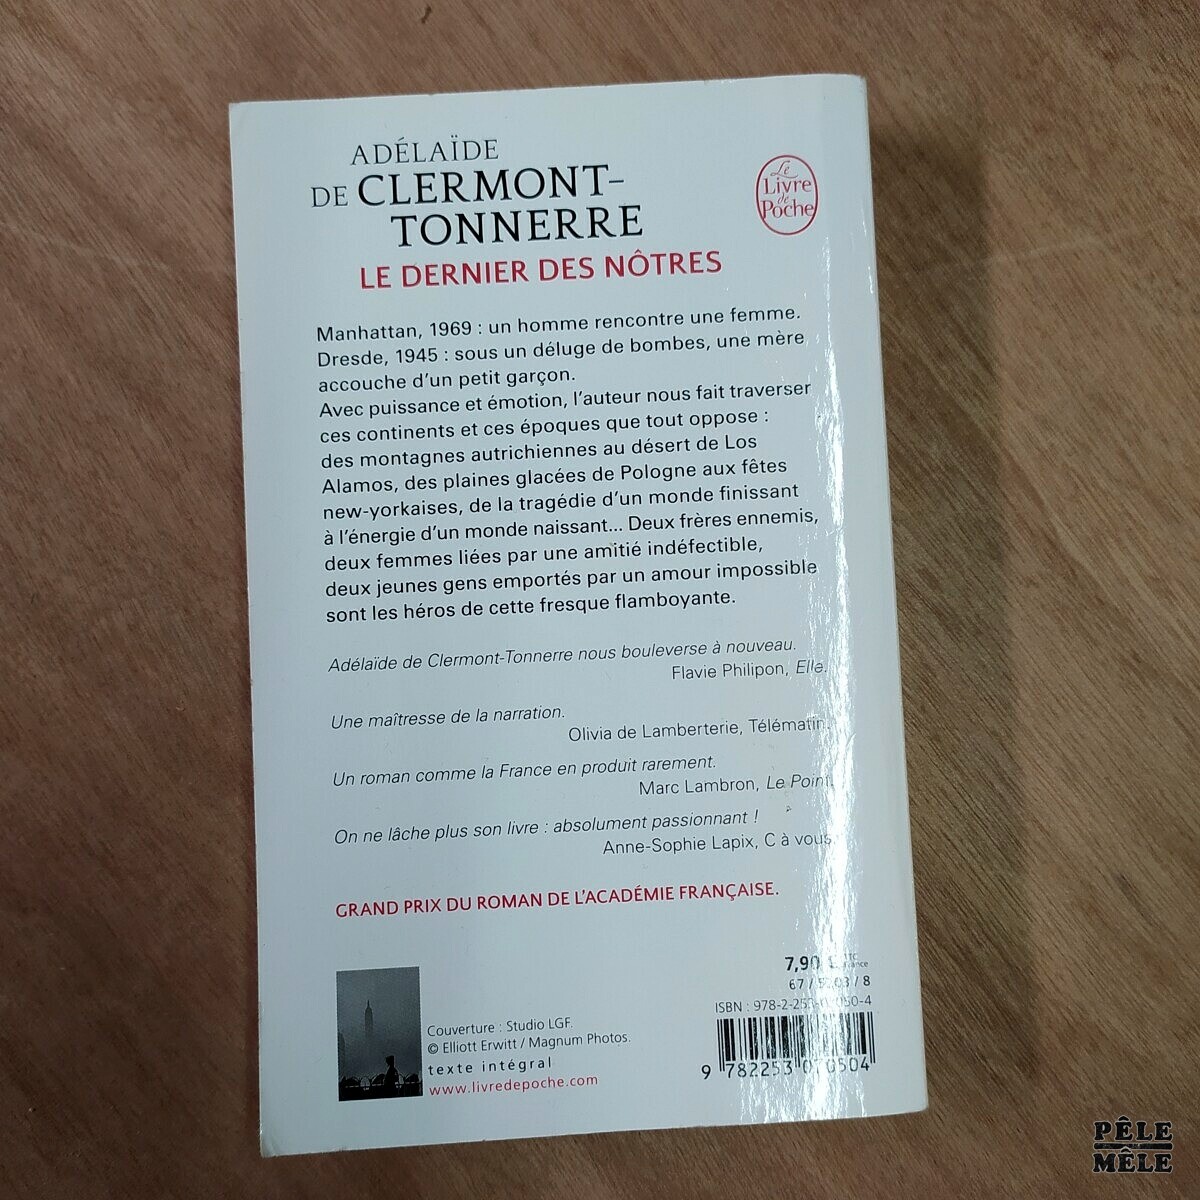 ADÉLAÏDE
DE CLERMONT-
TONNERRE
Le
Livre
de
Poche
LE DERNIER DES NÔTRES
Manhattan, 1969 : un homme rencontre une femme.
Dresde, 1945 : sous un déluge de bombes, une mère
accouche d'un petit garçon.
Avec puissance et émotion, l'auteur nous fait traverser
ces continents et ces époques que tout oppose :
des montagnes autrichiennes au désert de Los
Alamos, des plaines glacées de Pologne aux fêtes
new-yorkaises, de la tragédie d'un monde finissant
à l'énergie d'un monde naissant... Deux frères ennemis,
deux femmes liées par une amitié indéfectible,
deux jeunes gens emportés par un amour impossible
sont les héros de cette fresque flamboyante.
Adélaïde de Clermont-Tonnerre nous bouleverse à nouveau.
Flavie Philipon, Elle.
Une maîtresse de la narration.
Olivia de Lamberterie, Télématin.
Un roman comme la France en produit rarement.
Marc Lambron, Le Point.
On ne lâche plus son livre : absolument passionnant !
Anne-Sophie Lapix, C à vous.
GRAND PRIX DU ROMAN DE L'ACADÉMIE FRANÇAISE.
Couverture : Studio LGF.
© Elliott Erwitt / Magnum Photos.
texte intégral
www.livredepoche.com
7,90 € TTC
France
67 / / 8
ISBN :
9 782253 070504
PÊLE
MÊLE